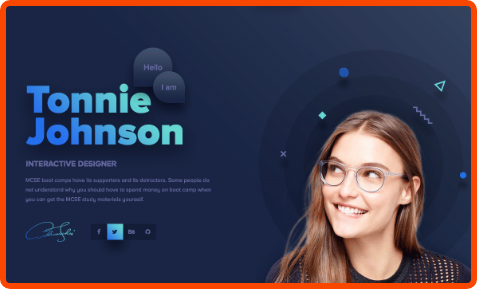 Hello
I am
Tonnie
Johnson
INTERACTIVE DESIGNER
MCSE boot camps have its supporters and its detractors. Some people do
not understand why you should have to spend money on boot camp when
you can get the MCSE study materials yourself.
f
Bē